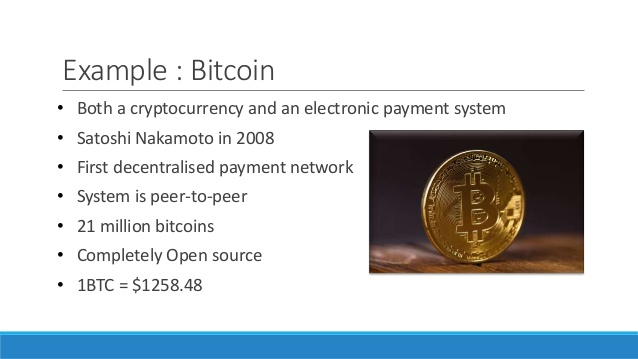 Example : Bitcoin
• Both a cryptocurrency and an electronic payment system
• Satoshi Nakamoto in 2008
• First decentralised payment network
• System is peer-to-peer
• 21 million bitcoins
• Completely Open source
• 1BTC = $1258.48